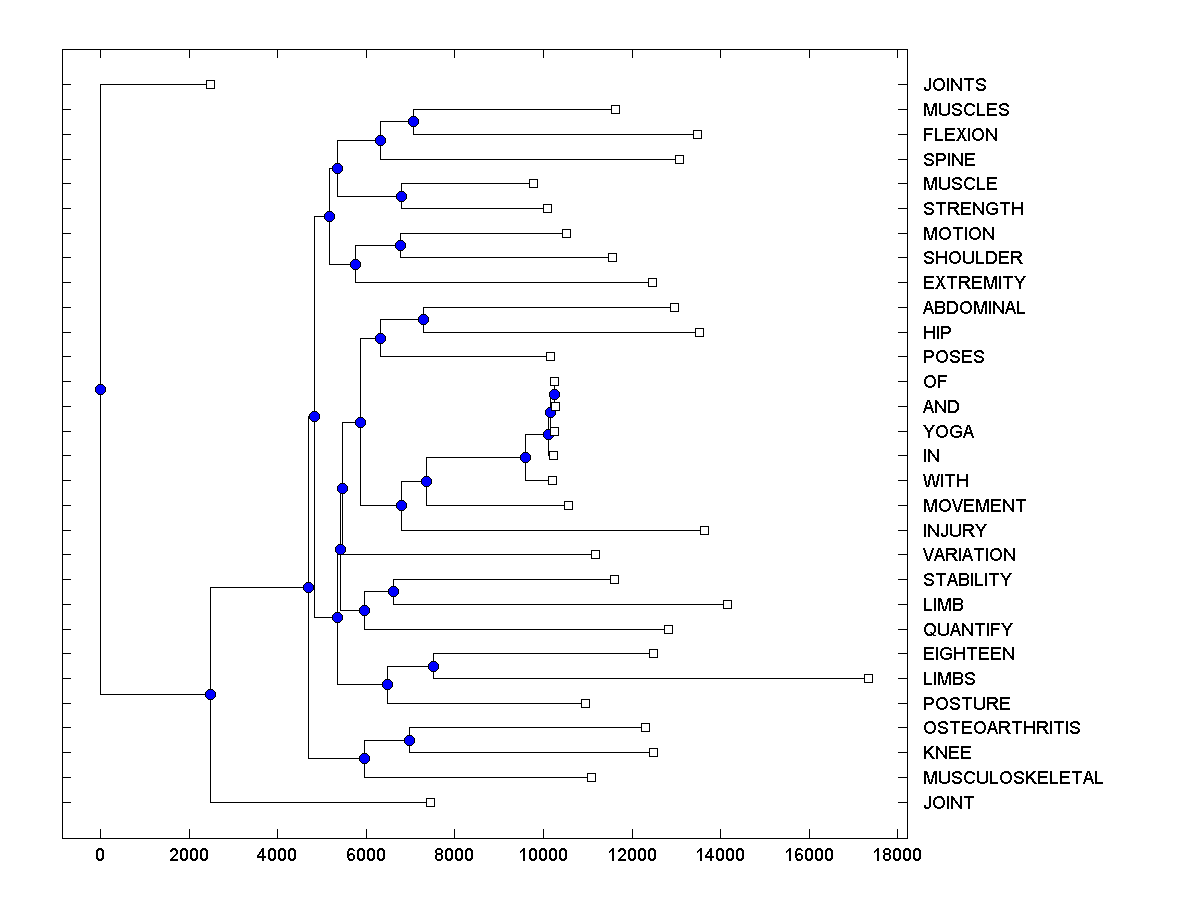 JOINTS
MUSCLES
FLEXION
SPINE
MUSCLE
STRENGTH
MOTION
SHOULDER
EXTREMITY
ABDOMINAL
HIP
POSES
OF
AND
YOGA
IN
WITH
MOVEMENT
INJURY
VARIATION
STABILITY
LIMB
QUANTIFY
EIGHTEEN
LIMBS
POSTURE
OSTEOARTHRITIS
KNEE
MUSCULOSKELETAL
JOINT
0 2000 4000 6000 8000 10000 12000 14000 16000 18000